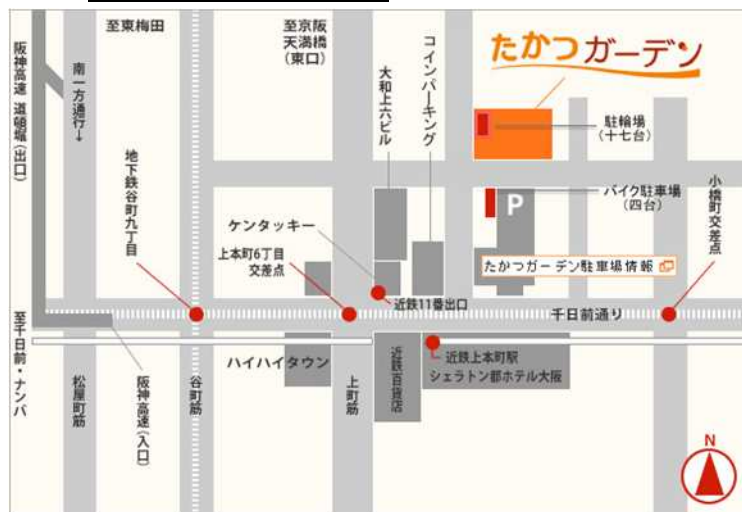 至東梅田
至京阪
天満橋
(東口)
コインパーキング
たかつガーデン
阪神高速 道頓堀(出口)
南一方通行→
大和上六ビル
駐輪場
(十七台)
地下鉄谷町九丁目
バイク駐車場
(四台)
P
小橋町交差点
ケンタッキー
上本町6丁目
交差点
たかつガーデン駐車場情報
近鉄11番出口
千日前通り
至千日前・ナンバ
松屋町筋
阪神高速(入口)
谷町筋
ハイハイタウン
上町筋
近鉄百貨店
近鉄上本町駅
シェラトン都ホテル大阪
N